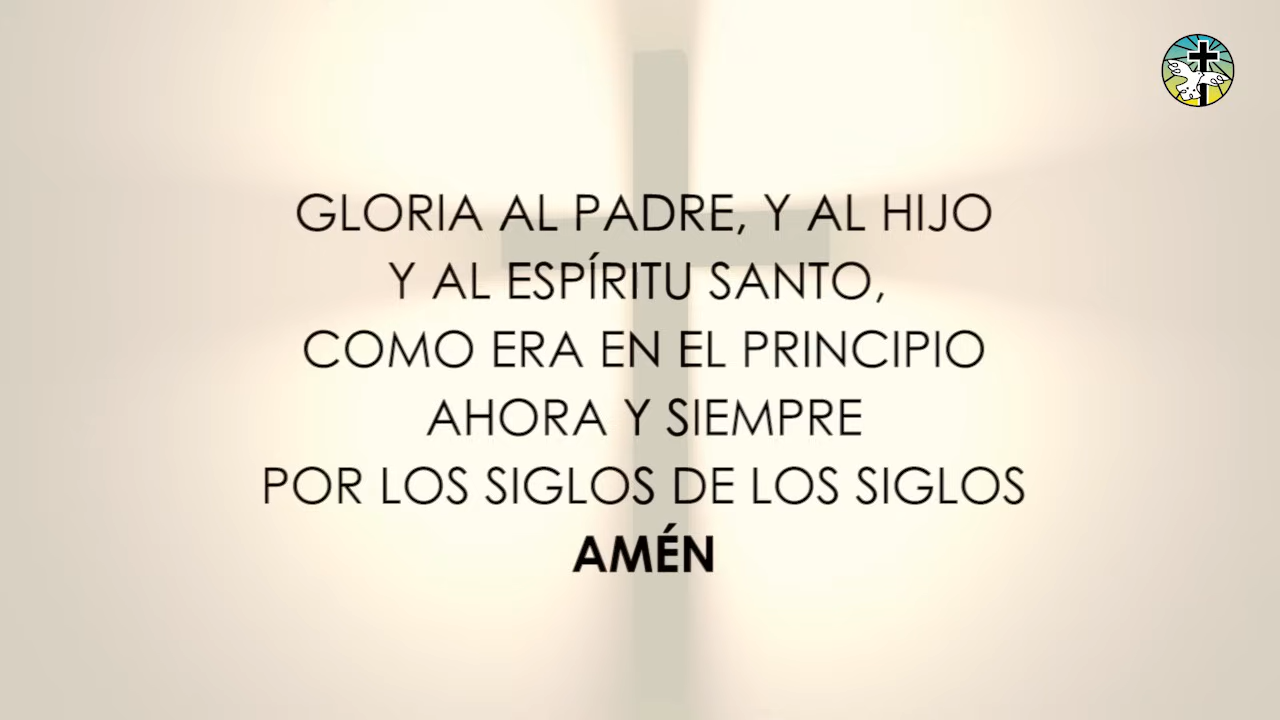 GLORIA AL PADRE, Y AL HIJO
Y AL ESPÍRITU SANTO,
COMO ERA EN EL PRINCIPIO
AHORA Y SIEMPRE
POR LOS SIGLOS DE LOS SIGLOS
AMÉN